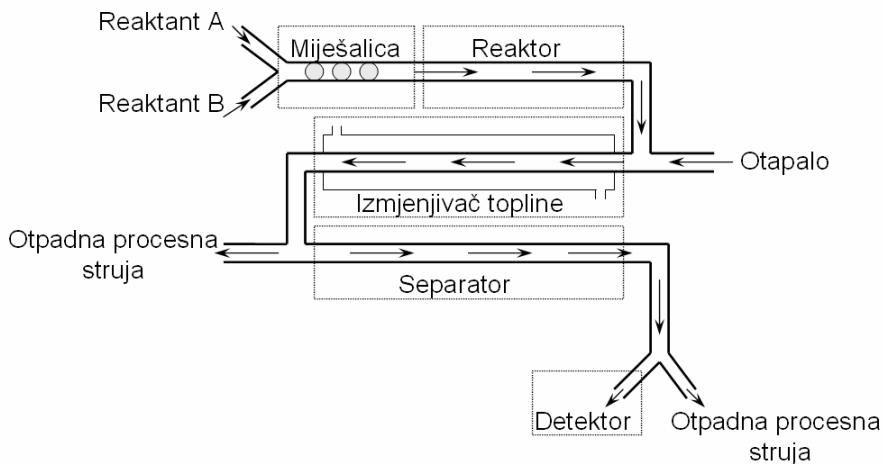 Reaktant A
Miješalica
Reaktor
Reaktant B
Otapalo
Izmjenjivač topline
Otpadna procesna
struja
Separator
Detektor
Otpadna procesna
struja